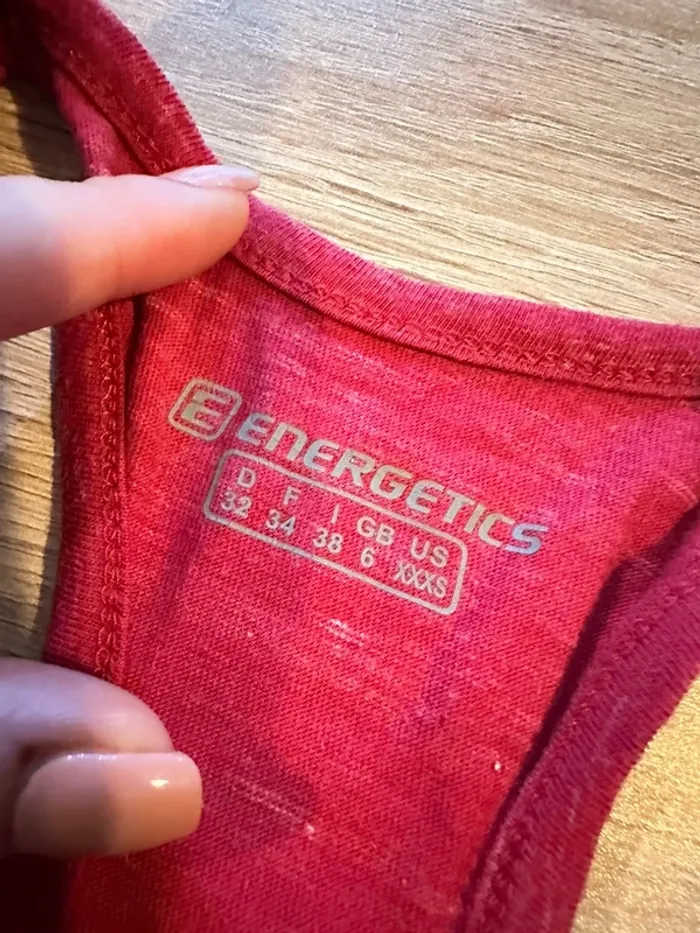 E ENERGETICS
D F I GB US
32 34 38 6 XXXS